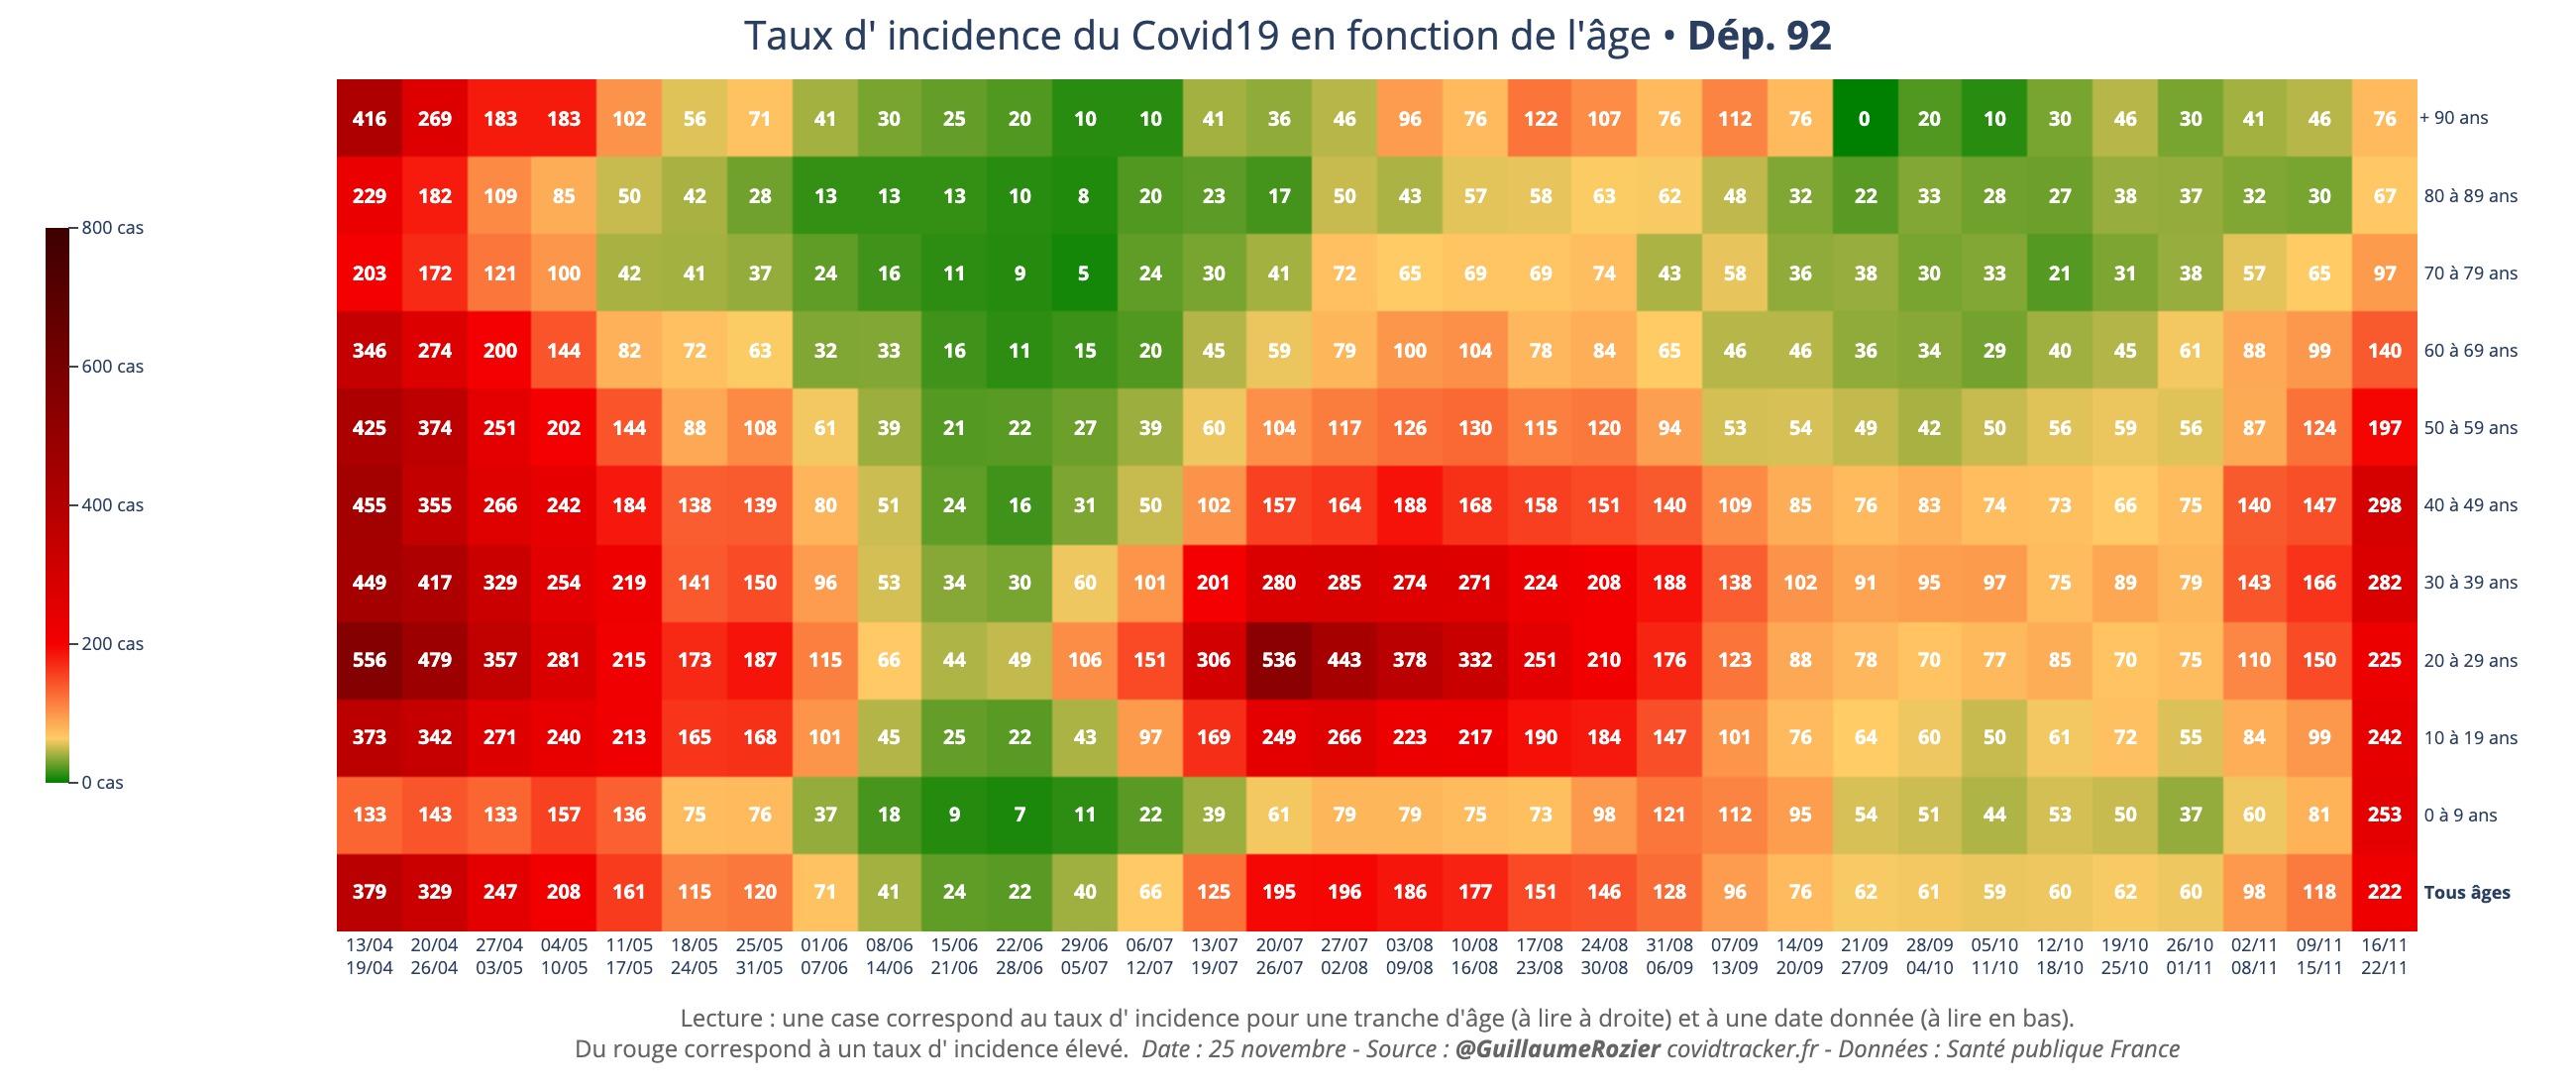 Taux d' incidence du Covid19 en fonction de l'âge • Dép. 92
800 cas
600 cas
400 cas
200 cas
0 cas
416 269 183 183 102 56 71 41 30 25 20 10 10 41 36 46 96 76 122 107 76 112 76 0 20 10 30 46 30 41 46 76 + 90 ans
229 182 109 85 50 42 28 13 13 13 10 8 20 23 17 50 43 57 58 63 62 48 32 22 33 28 27 38 37 32 30 67 80 à 89 ans
203 172 121 100 42 41 37 24 16 11 9 5 24 30 41 72 65 69 69 74 43 58 36 38 30 33 21 31 38 57 65 97 70 à 79 ans
346 274 200 144 82 72 63 32 33 16 11 15 20 45 59 79 100 104 78 84 65 46 46 36 34 29 40 45 61 88 99 140 60 à 69 ans
425 374 251 202 144 88 108 61 39 21 22 27 39 60 104 117 126 130 115 120 94 53 54 49 42 50 56 59 56 87 124 197 50 à 59 ans
455 355 266 242 184 138 139 80 51 24 16 31 50 102 157 164 188 168 158 151 140 109 85 76 83 74 73 66 75 140 147 298 40 à 49 ans
449 417 329 254 219 141 150 96 53 34 30 60 101 201 280 285 274 271 224 208 188 138 102 91 95 97 75 89 79 143 166 282 30 à 39 ans
556 479 357 281 215 173 187 115 66 44 49 106 151 306 536 443 378 332 251 210 176 123 88 78 70 77 85 70 75 110 150 225 20 à 29 ans
373 342 271 240 213 165 168 101 45 25 22 43 97 169 249 266 223 217 190 184 147 101 76 64 60 50 61 72 55 84 99 242 10 à 19 ans
133 143 133 157 136 75 76 37 18 9 7 11 22 39 61 79 79 75 73 98 121 112 95 54 51 44 53 50 37 60 81 253 0 à 9 ans
379 329 247 208 161 115 120 71 41 24 22 40 66 125 195 196 186 177 151 146 128 96 76 62 61 59 60 62 60 98 118 222 Tous âges
13/04 20/04 27/04 04/05 11/05 18/05 25/05 01/06 08/06 15/06 22/06 29/06 06/07 13/07 20/07 27/07 03/08 10/08 17/08 24/08 31/08 07/09 14/09 21/09 28/09 05/10 12/10 19/10 26/10 02/11 09/11 16/11
19/04 26/04 03/05 10/05 17/05 24/05 31/05 07/06 14/06 21/06 28/06 05/07 12/07 19/07 26/07 02/08 09/08 16/08 23/08 30/08 06/09 13/09 20/09 27/09 04/10 11/10 18/10 25/10 01/11 08/11 15/11 22/11
Lecture : une case correspond au taux d' incidence pour une tranche d'âge (à lire à droite) et à une date donnée (à lire en bas).
Du rouge correspond à un taux d' incidence élevé. Date : 25 novembre - Source : @GuillaumeRozier covidtracker.fr - Données : Santé publique France